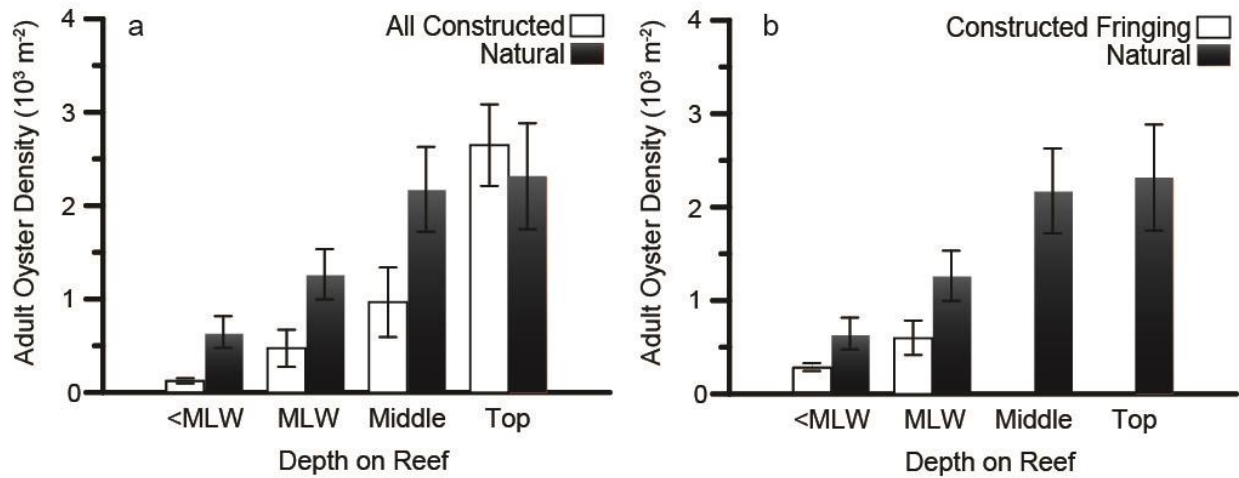 a
All Constructed
Natural
Adult Oyster Density (10³ m⁻²)
4
3
2
1
0
<MLW
MLW
Middle
Top
Depth on Reef
b
Constructed Fringing
Natural
Adult Oyster Density (10³ m⁻²)
4
3
2
1
0
<MLW
MLW
Middle
Top
Depth on Reef